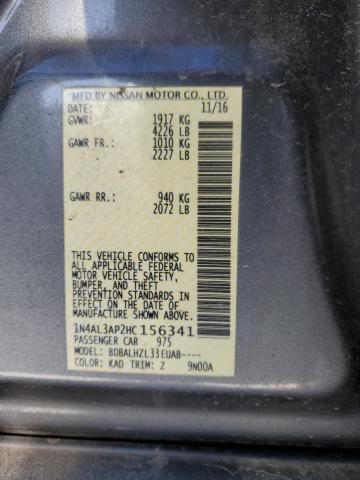 MFD BY NISSAN MOTOR CO., LTD.
DATE: 11/16
GVWR: 1917 KG
4226 LB
GAWR FR.: 1010 KG
2227 LB
GAWR RR.: 940 KG
2072 LB
THIS VEHICLE CONFORMS TO
ALL APPLICABLE FEDERAL
MOTOR VEHICLE SAFETY,
BUMPER, AND THEFT
PREVENTION STANDARDS IN
EFFECT ON THE DATE OF
MANUFACTURE SHOWN ABOVE.
1N4AL3AP2HC156341
PASSENGER CAR 975
MODEL: BDBALHZL33EUAB----
COLOR: KAD TRIM: Z 9N00A